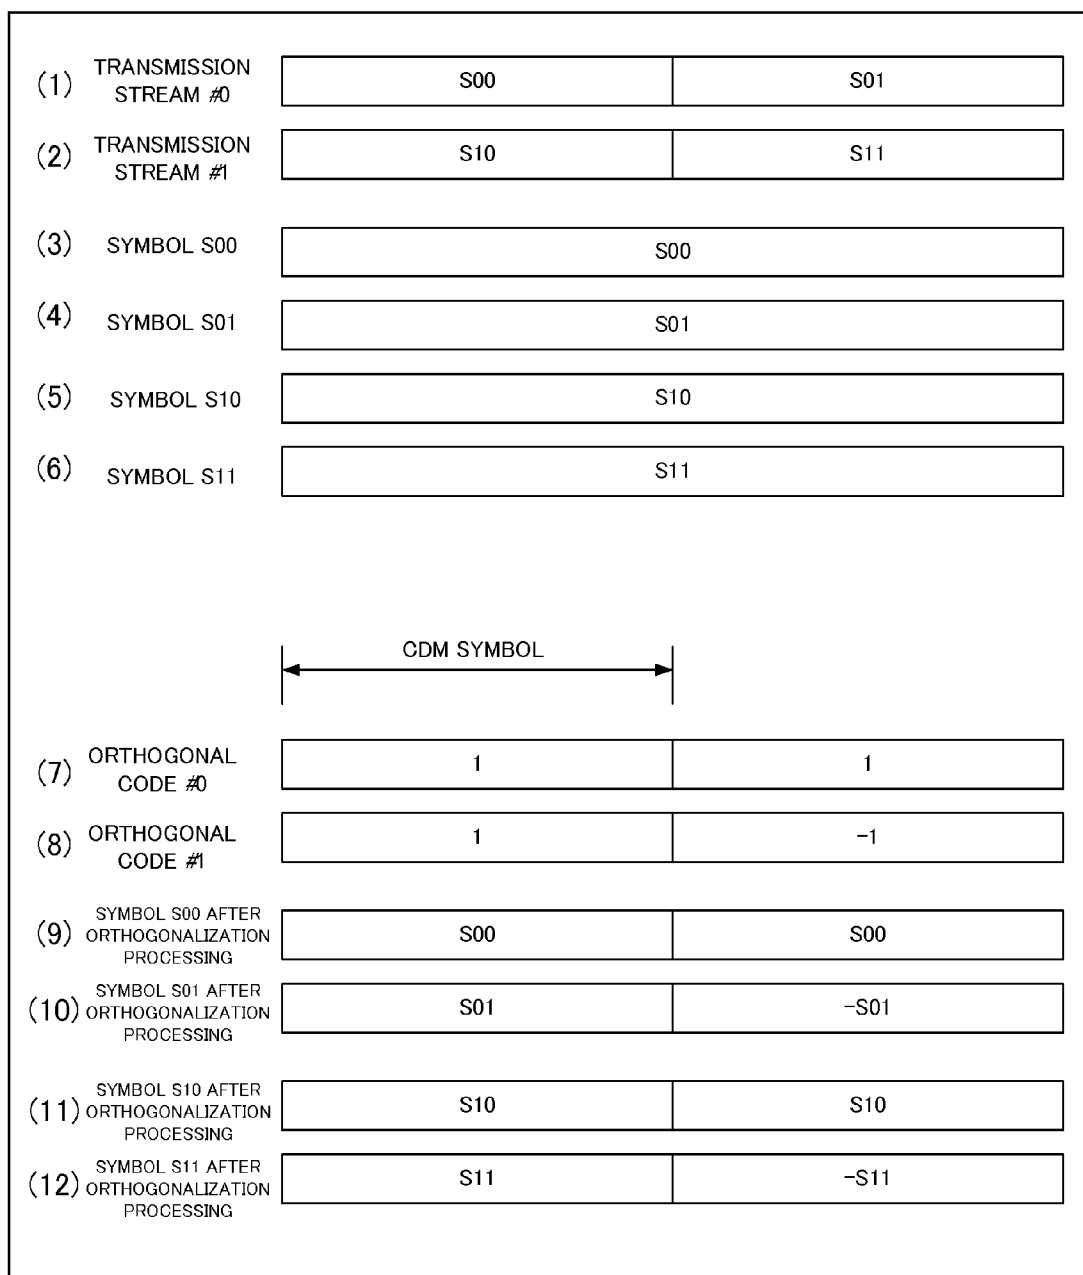 (1) TRANSMISSION STREAM #0 S00 S01
(2) TRANSMISSION STREAM #1 S10 S11
(3) SYMBOL S00 S00
(4) SYMBOL S01 S01
(5) SYMBOL S10 S10
(6) SYMBOL S11 S11
CDM SYMBOL
(7) ORTHOGONAL CODE #0 1 1
(8) ORTHOGONAL CODE #1 1 -1
(9) SYMBOL S00 AFTER ORTHOGONALIZATION PROCESSING S00 S00
(10) SYMBOL S01 AFTER ORTHOGONALIZATION PROCESSING S01 -S01
(11) SYMBOL S10 AFTER ORTHOGONALIZATION PROCESSING S10 S10
(12) SYMBOL S11 AFTER ORTHOGONALIZATION PROCESSING S11 -S11